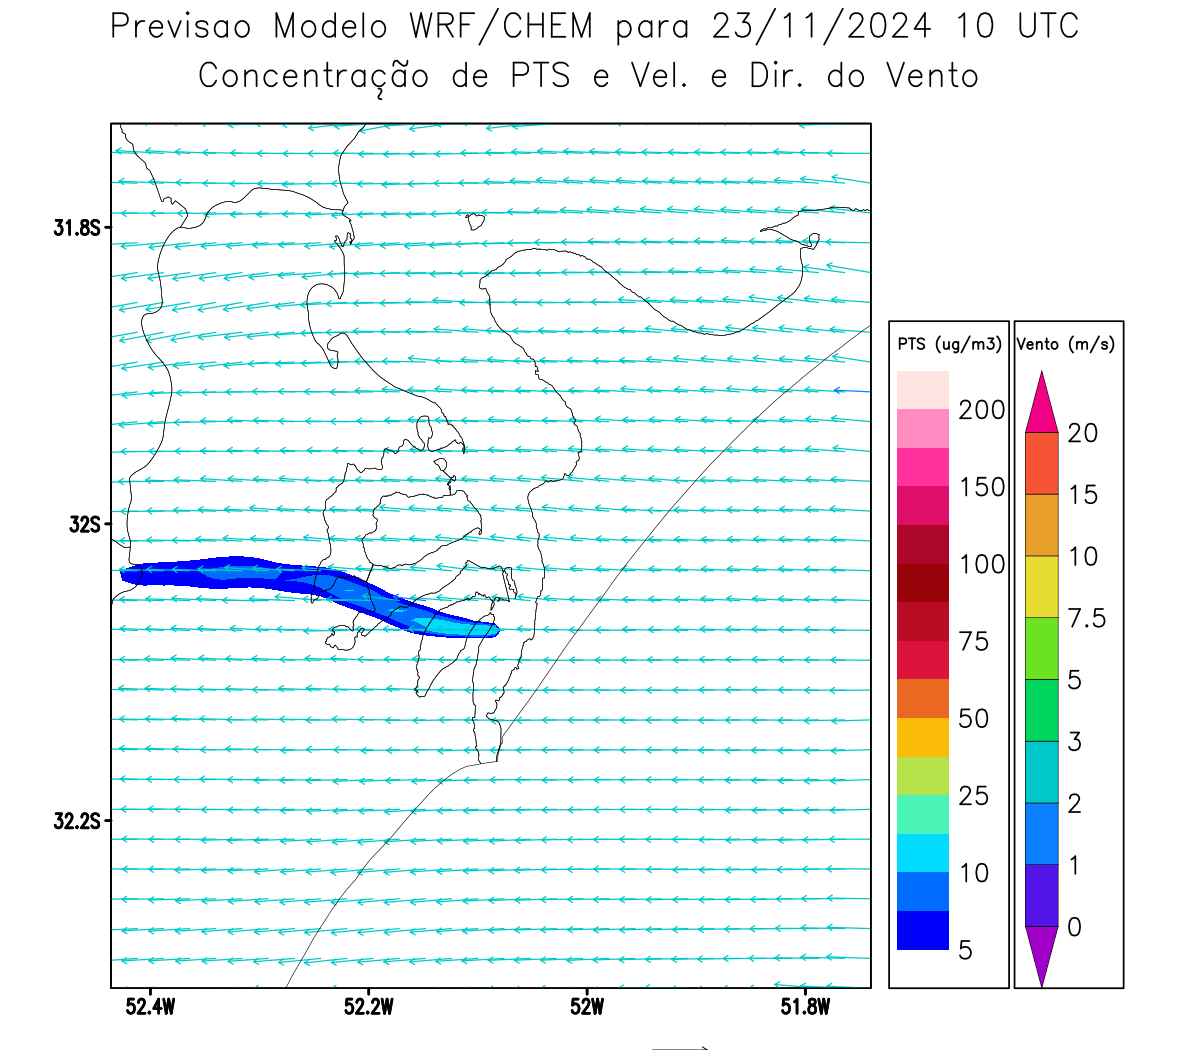 Previsao Modelo WRF/CHEM para 23/11/2024 10 UTC
Concentração de PTS e Vel. e Dir. do Vento
31.8S
32S
32.2S
52.4W
52.2W
52W
51.8W
PTS (ug/m3)
200
150
100
75
50
25
10
5
Vento (m/s)
20
15
10
7.5
5
3
2
1
0